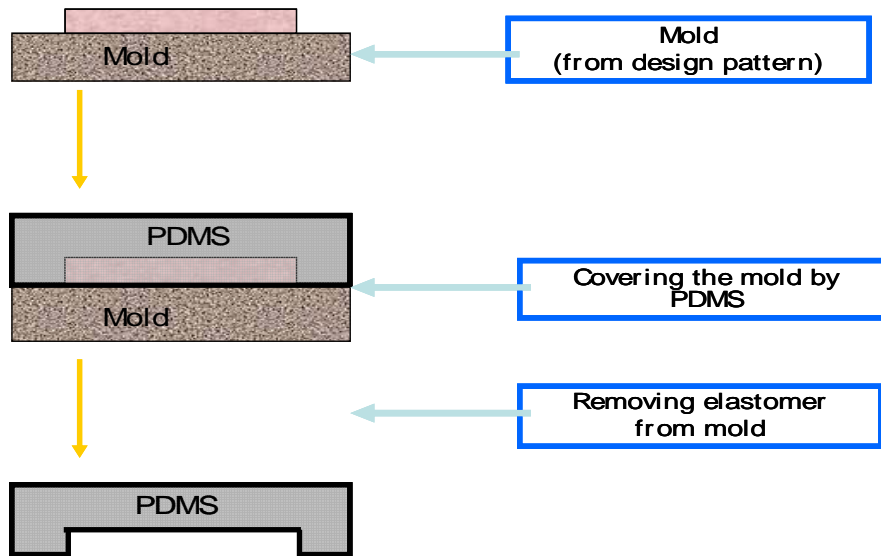 Mold
Mold
(from design pattern)
PDMS
Mold
Covering the mold by
PDMS
Removing elastomer
from mold
PDMS